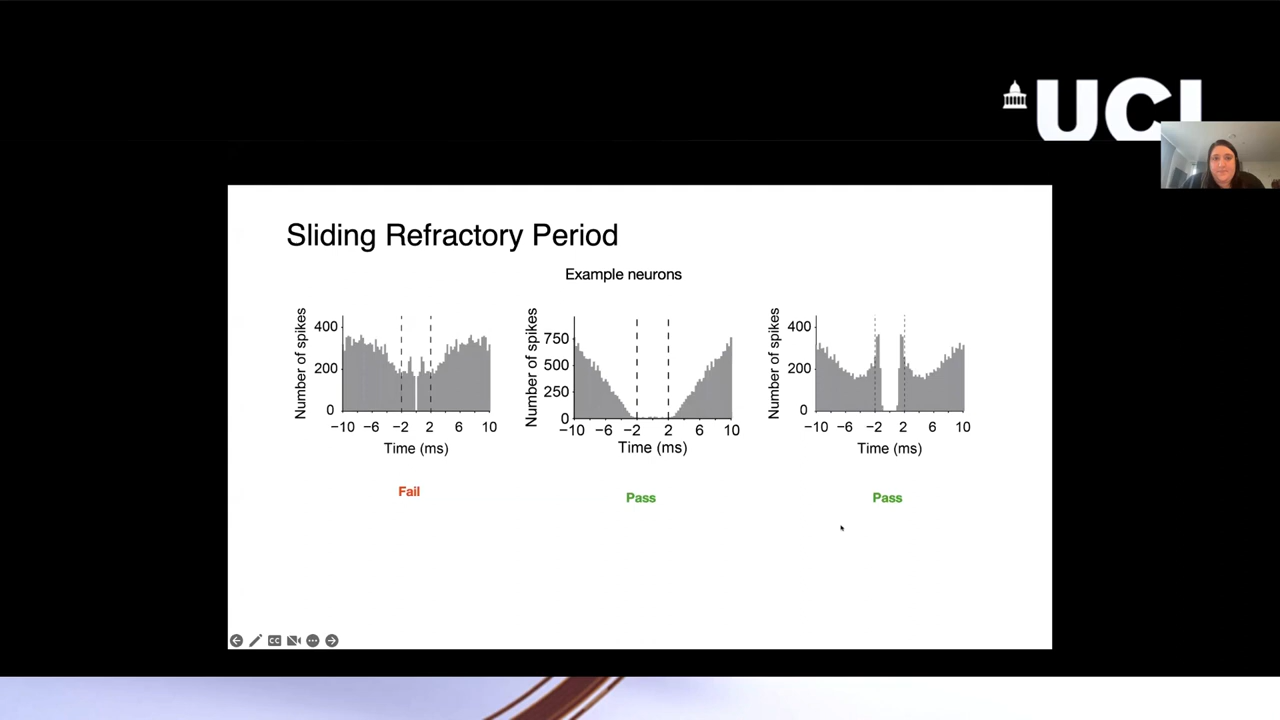 UCL
Sliding Refractory Period
Example neurons
Number of spikes
400
200
0
−10 −6 −2 2 6 10
Time (ms)
Fail
Number of spikes
750
500
250
0
−10 −6 −2 2 6 10
Time (ms)
Pass
Number of spikes
400
200
0
−10 −6 −2 2 6 10
Time (ms)
Pass
CC